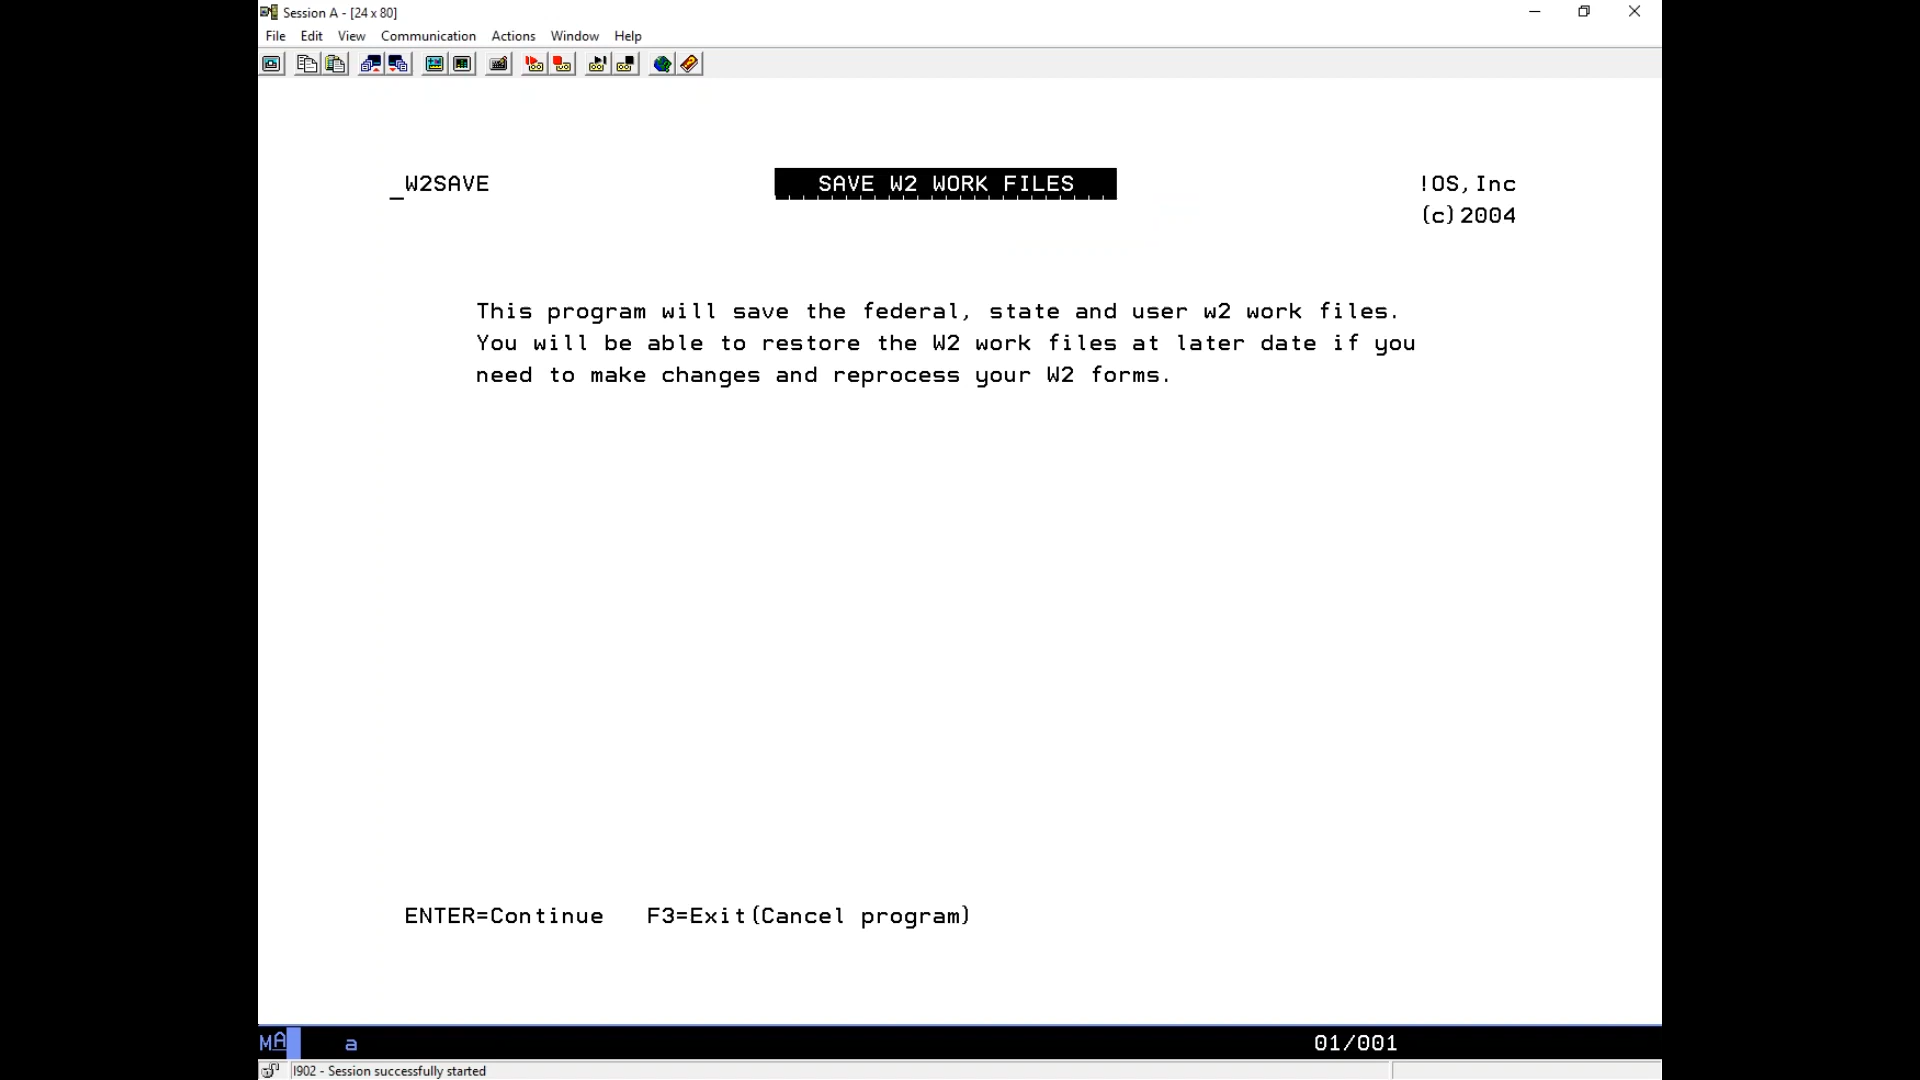 Session A - [24 x 80]
File Edit View Communication Actions Window Help
_W2SAVE SAVE W2 WORK FILES !OS,Inc
(c)2004
This program will save the federal, state and user w2 work files.
You will be able to restore the W2 work files at later date if you
need to make changes and reprocess your W2 forms.
ENTER=Continue F3=Exit(Cancel program)
MA a 01/001
I902 - Session successfully started